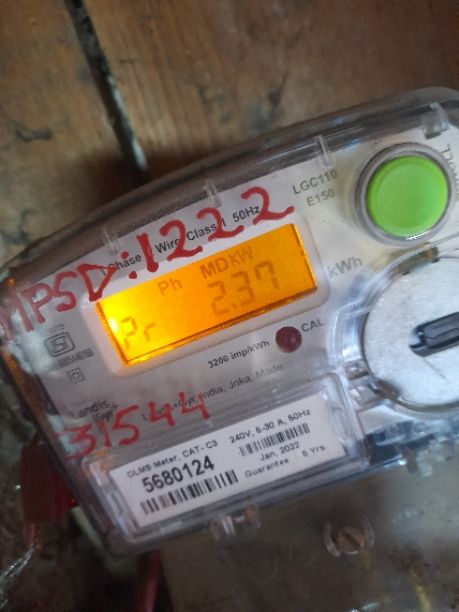 LGC110
E150
Phase Wire Class 1 50Hz
MPSD:1222
Ph MD KW
Pr 2.37
kWh
3200 imp/kWh
CAL
Landis
Gyr+
India, Joka, Made
31544
DLMS Meter, CAT - C3
240V, 5-30 A, 50Hz
5680124
Jan, 2022
Guarantee 5 Yrs